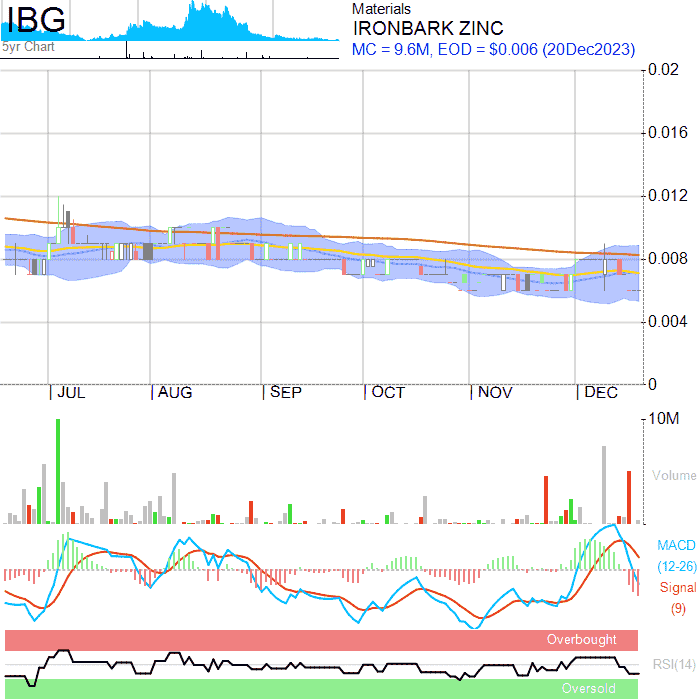 IBG
5yr Chart
Materials
IRONBARK ZINC
MC = 9.6M, EOD = $0.006 (20Dec2023)
0.02
0.016
0.012
0.008
0.004
0
JUL AUG SEP OCT NOV DEC
10M
Volume
MACD
(12-26)
Signal
(9)
Overbought
RSI(14)
Oversold